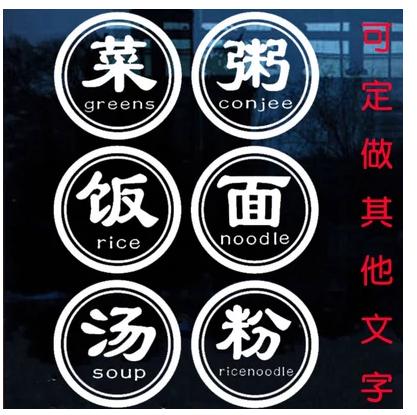 菜
greens
粥
conjee
饭
rice
面
noodle
汤
soup
粉
ricenoodle
可定做其他文字